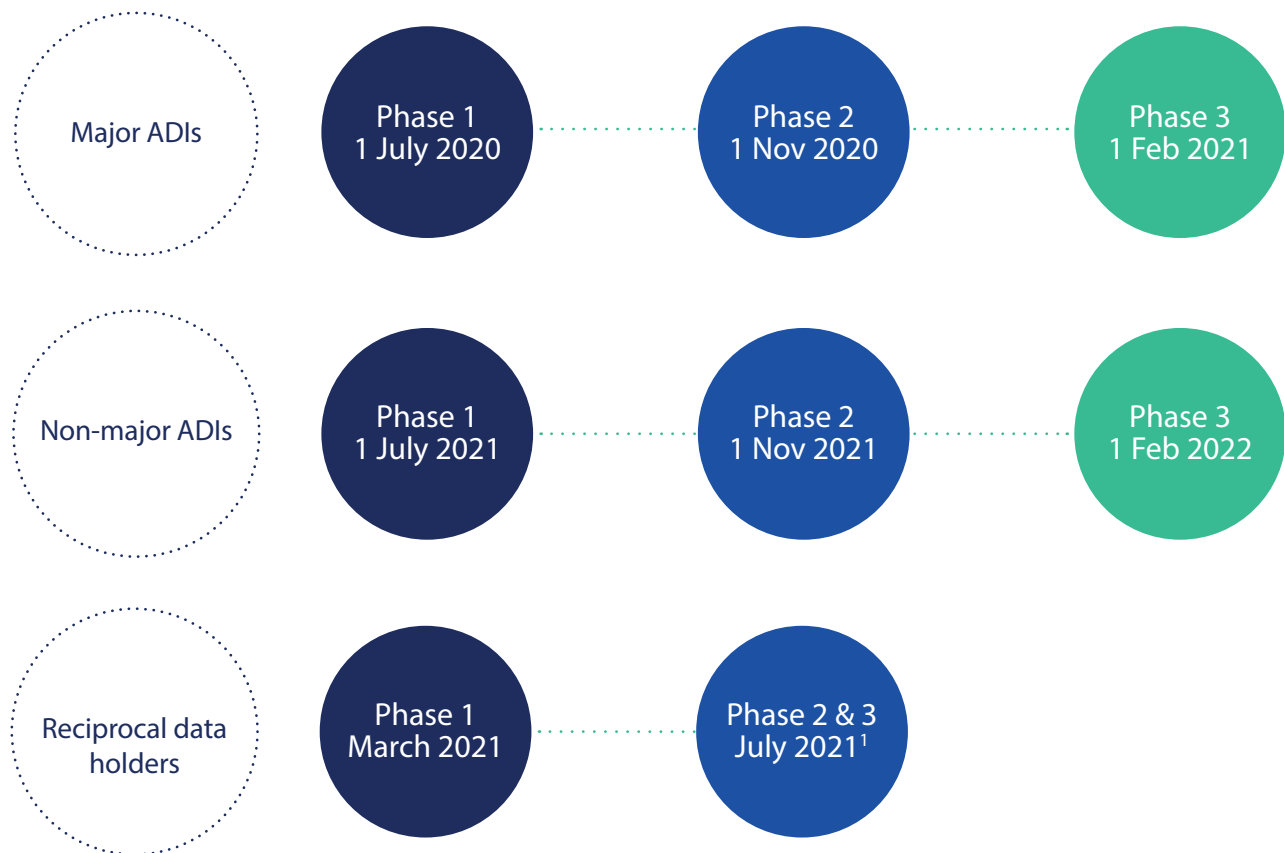 Major ADIs
Phase 1
1 July 2020
Phase 2
1 Nov 2020
Phase 3
1 Feb 2021
Non-major ADIs
Phase 1
1 July 2021
Phase 2
1 Nov 2021
Phase 3
1 Feb 2022
Reciprocal data
holders
Phase 1
March 2021
Phase 2 & 3
July 2021¹